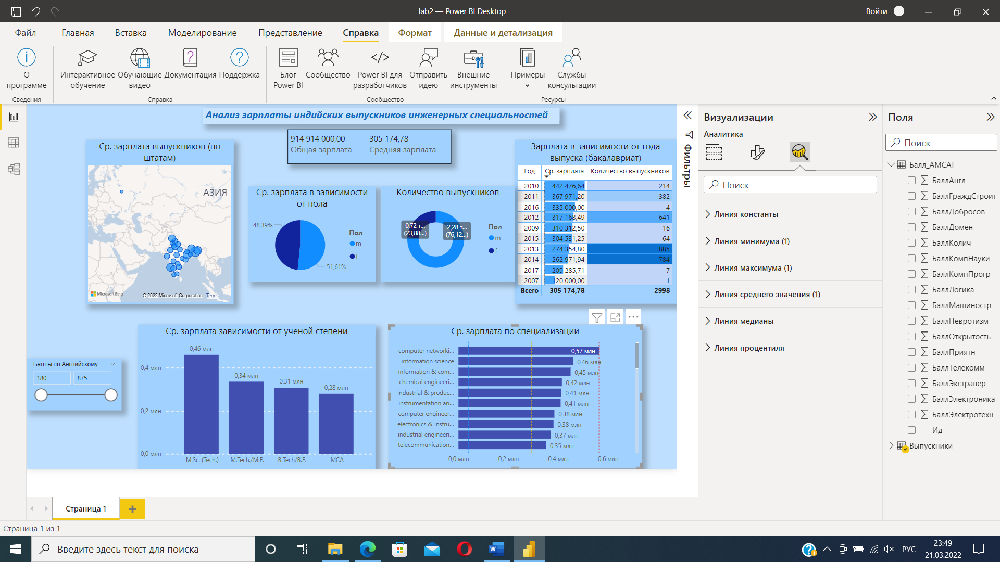 lab2 — Power BI Desktop
Войти
Файл
Главная
Вставка
Моделирование
Представление
Справка
Формат
Данные и детализация
О программе
Интерактивное обучение
Обучающие видео
Документация
Поддержка
Блог Power BI
Сообщество
Power BI для разработчиков
Отправить идею
Внешние инструменты
Примеры
Службы консультации
Сведения
Справка
Сообщество
Ресурсы
Анализ зарплаты индийских выпускников инженерных специальностей
914 914 000,00
Общая зарплата
305 174,78
Средняя зарплата
Ср. зарплата выпускников (по штатам)
АЗИЯ
Microsoft Bing
© 2022 Microsoft Corporation Terms
Ср. зарплата в зависимости от пола
48,39%
51,61%
Пол
m
f
Количество выпускников
0,72 т... (23,88...)
2,28 т... (76,12...)
Пол
m
f
Зарплата в зависимости от года выпуска (бакалавриат)
Год Ср. зарплата Количество выпускников
2010 442 476,64 214
2011 367 971,20 382
2016 335 000,00 4
2012 317 168,49 641
2009 310 312,50 16
2015 304 531,25 64
2013 274 354,80 885
2014 262 971,94 784
2017 209 285,71 7
2007 120 000,00 1
Всего 305 174,78 2998
Баллы по Английскому
180 875
Ср. зарплата зависимости от ученой степени
0,4 млн
0,2 млн
0,0 млн
0,46 млн
0,34 млн
0,31 млн
0,28 млн
M.Sc. (Tech.)
M.Tech./M.E.
B.Tech/B.E.
MCA
Ср. зарплата по специализации
computer networki... 0,57 млн
information science 0,46 млн
information & com... 0,45 млн
chemical engineeri... 0,42 млн
industrial & produc... 0,41 млн
instrumentation an... 0,41 млн
computer engineer... 0,38 млн
electronics & instru... 0,38 млн
industrial engineeri... 0,37 млн
telecommunication... 0,35 млн
0,0 млн 0,2 млн 0,4 млн 0,6 млн
Фильтры
Визуализации
Аналитика
Поиск
Линия константы
Линия минимума (1)
Линия максимума (1)
Линия среднего значения (1)
Линия медианы
Линия процентиля
Поля
Поиск
Балл_АМСАТ
БаллАнгл
БаллГраждСтроит
БаллДобросов
БаллДомен
БаллКолич
БаллКомпНауки
БаллКомпПрогр
БаллЛогика
БаллМашиностр
БаллНевротизм
БаллОткрытость
БаллПриятн
БаллТелекомм
БаллЭкстравер
БаллЭлектроника
БаллЭлектротехн
Ид
Выпускники
Страница 1
Страница 1 из 1
Введите здесь текст для поиска
РУС
23:49
21.03.2022